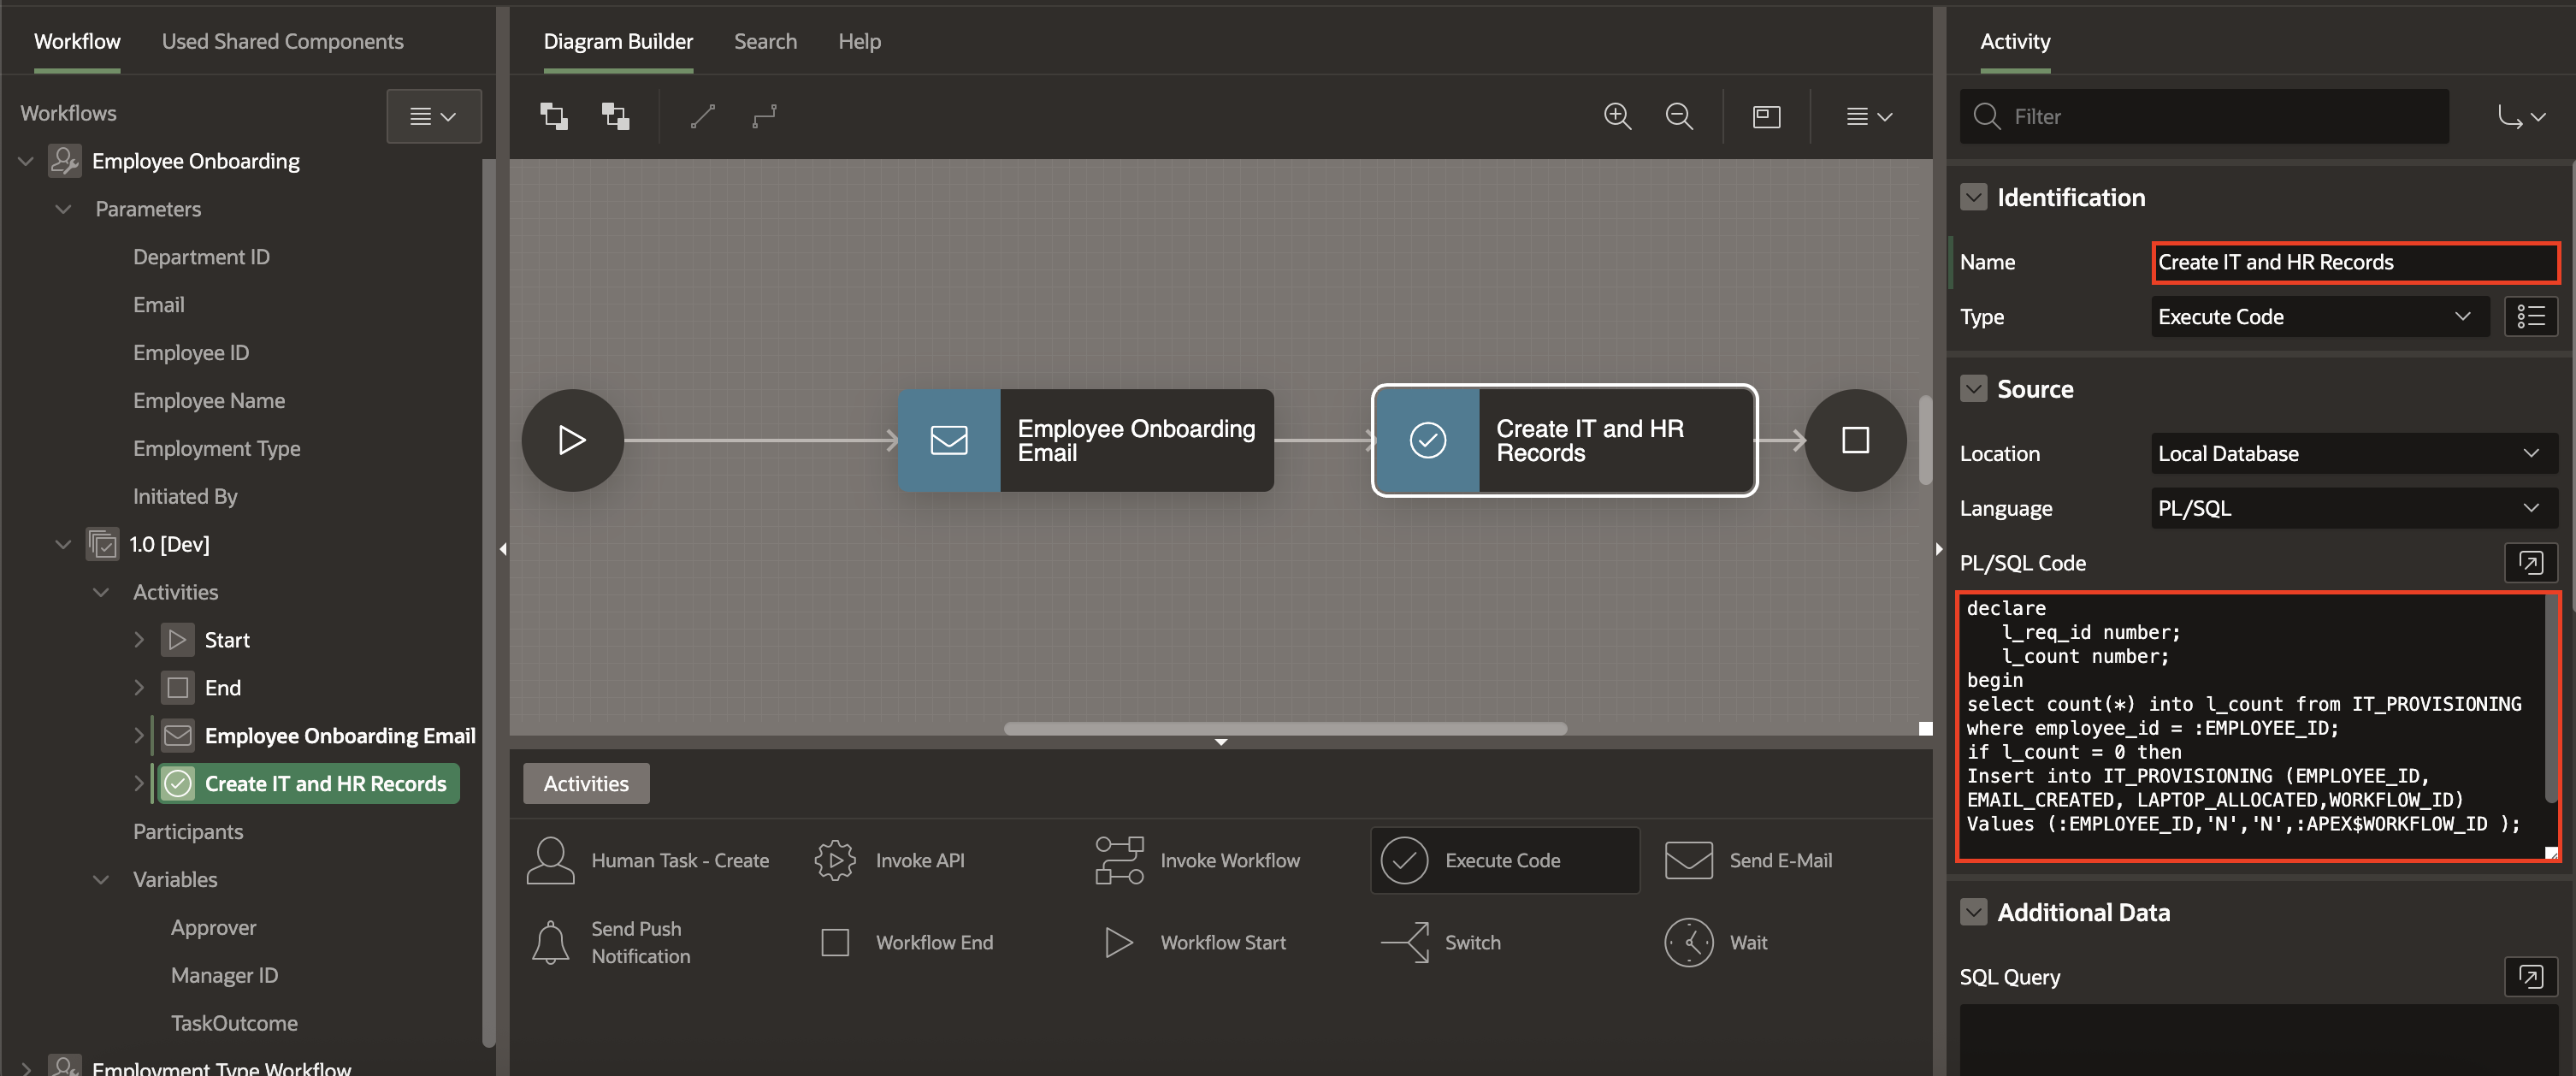 Workflow
Used Shared Components
Workflows
Employee Onboarding
Parameters
Department ID
Email
Employee ID
Employee Name
Employment Type
Initiated By
1.0 [Dev]
Activities
Start
End
Employee Onboarding Email
Create IT and HR Records
Participants
Variables
Approver
Manager ID
TaskOutcome
Employment Type Workflow
Diagram Builder
Search
Help
Employee Onboarding
Email
Create IT and HR
Records
Activities
Human Task - Create
Invoke API
Invoke Workflow
Execute Code
Send E-Mail
Send Push
Notification
Workflow End
Workflow Start
Switch
Wait
Activity
Filter
Identification
Name
Create IT and HR Records
Type
Execute Code
Source
Location
Local Database
Language
PL/SQL
PL/SQL Code
declare
l_req_id number;
l_count number;
begin
select count(*) into l_count from IT_PROVISIONING
where employee_id = :EMPLOYEE_ID;
if l_count = 0 then
Insert into IT_PROVISIONING (EMPLOYEE_ID,
EMAIL_CREATED, LAPTOP_ALLOCATED,WORKFLOW_ID)
Values (:EMPLOYEE_ID,'N','N',:APEX$WORKFLOW_ID );
Additional Data
SQL Query